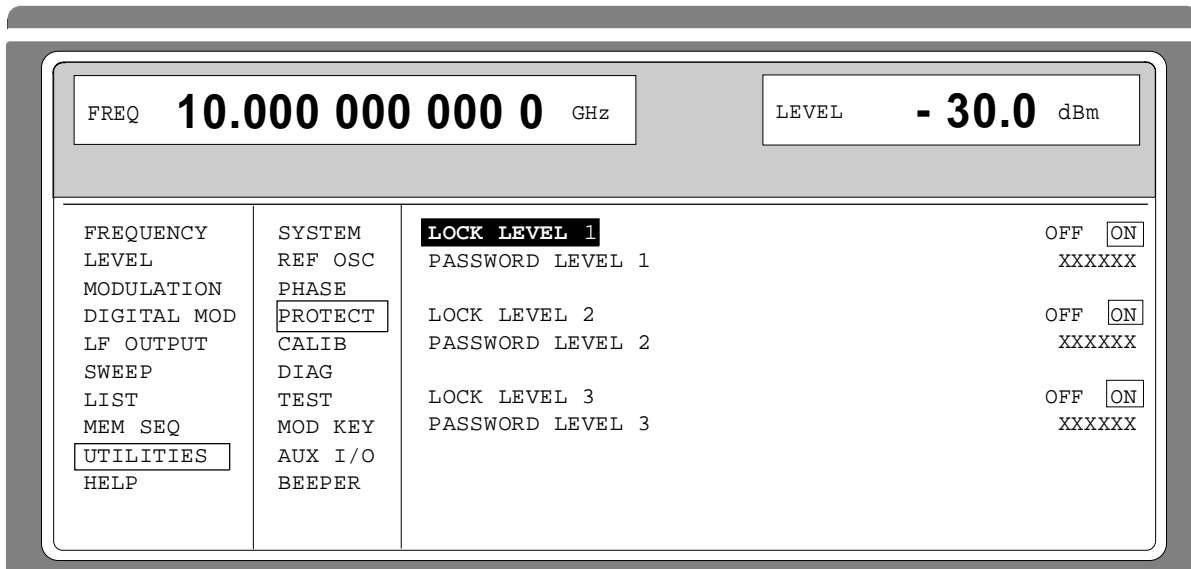 FREQ 10.000 000 000 0 GHz LEVEL - 30.0 dBm
FREQUENCY SYSTEM LOCK LEVEL 1 OFF ON
LEVEL REF OSC PASSWORD LEVEL 1 XXXXXX
MODULATION PHASE
DIGITAL MOD PROTECT LOCK LEVEL 2 OFF ON
LF OUTPUT CALIB PASSWORD LEVEL 2 XXXXXX
SWEEP DIAG
LIST TEST LOCK LEVEL 3 OFF ON
MEM SEQ MOD KEY PASSWORD LEVEL 3 XXXXXX
UTILITIES AUX I/O
HELP BEEPER